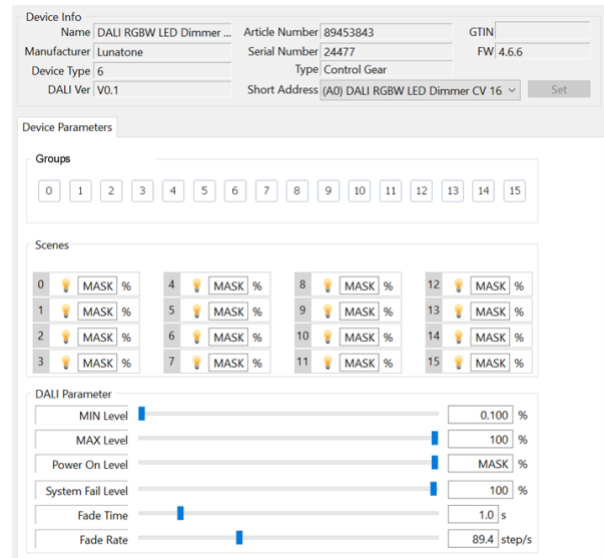 Device Info
Name DALI RGBW LED Dimmer ... Article Number 89453843 GTIN
Manufacturer Lunatone Serial Number 24477 FW 4.6.6
Device Type 6 Type Control Gear
DALI Ver V0.1 Short Address (A0) DALI RGBW LED Dimmer CV 16 Set
Device Parameters
Groups
0 1 2 3 4 5 6 7 8 9 10 11 12 13 14 15
Scenes
0 MASK % 4 MASK % 8 MASK % 12 MASK %
1 MASK % 5 MASK % 9 MASK % 13 MASK %
2 MASK % 6 MASK % 10 MASK % 14 MASK %
3 MASK % 7 MASK % 11 MASK % 15 MASK %
DALI Parameter
MIN Level 0.100 %
MAX Level 100 %
Power On Level MASK %
System Fail Level 100 %
Fade Time 1.0 s
Fade Rate 89.4 step/s